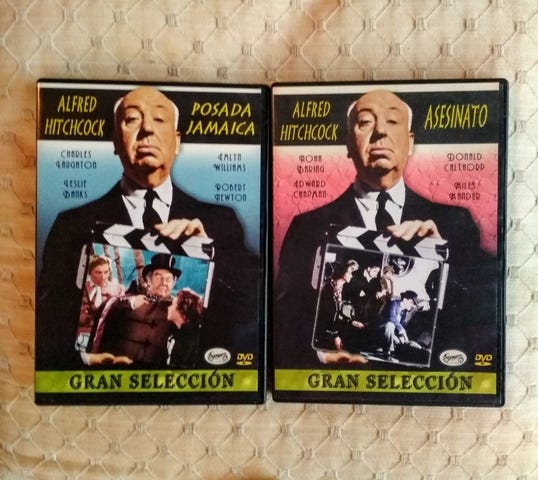 ALFRED
HITCHCOCK
POSADA
JAMAICA
CHARLES
LAUGHTON
LESLIE
BANKS
EMLYN
WILLIAMS
ROBERT
NEWTON
DVD
GRAN SELECCIÓN
ALFRED
HITCHCOCK
ASESINATO
NORA
BARING
EDWARD
CHAPMAN
DONALD
CALTHORP
MILES
MANDER
DVD
GRAN SELECCIÓN